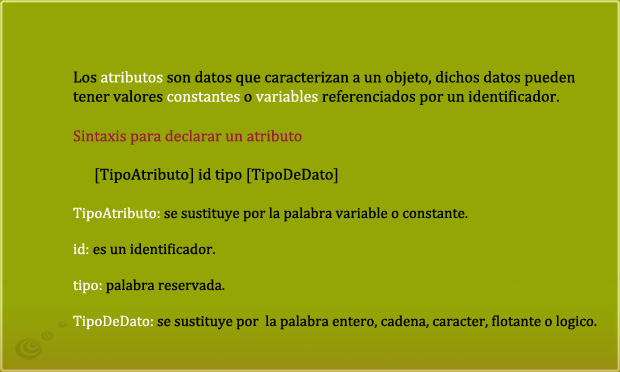 Los atributos son datos que caracterizan a un objeto, dichos datos pueden
tener valores constantes o variables referenciados por un identificador.
Sintaxis para declarar un atributo
[TipoAtributo] id tipo [TipoDeDato]
TipoAtributo: se sustituye por la palabra variable o constante.
id: es un identificador.
tipo: palabra reservada.
TipoDeDato: se sustituye por la palabra entero, cadena, caracter, flotante o logico.